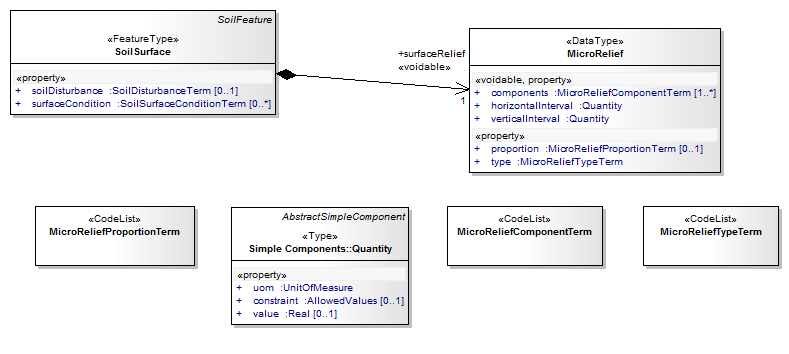 SoilFeature
«FeatureType»
SoilSurface
«property»
+ soilDisturbance :SoilDisturbanceTerm [0..1]
+ surfaceCondition :SoilSurfaceConditionTerm [0..*]
+surfaceRelief
«voidable»
1
«DataType»
MicroRelief
«voidable, property»
+ components :MicroReliefComponentTerm [1..*]
+ horizontalInterval :Quantity
+ verticalInterval :Quantity
«property»
+ proportion :MicroReliefProportionTerm [0..1]
+ type :MicroReliefTypeTerm
«CodeList»
MicroReliefProportionTerm
AbstractSimpleComponent
«Type»
Simple Components::Quantity
«property»
+ uom :UnitOfMeasure
+ constraint :AllowedValues [0..1]
+ value :Real [0..1]
«CodeList»
MicroReliefComponentTerm
«CodeList»
MicroReliefTypeTerm